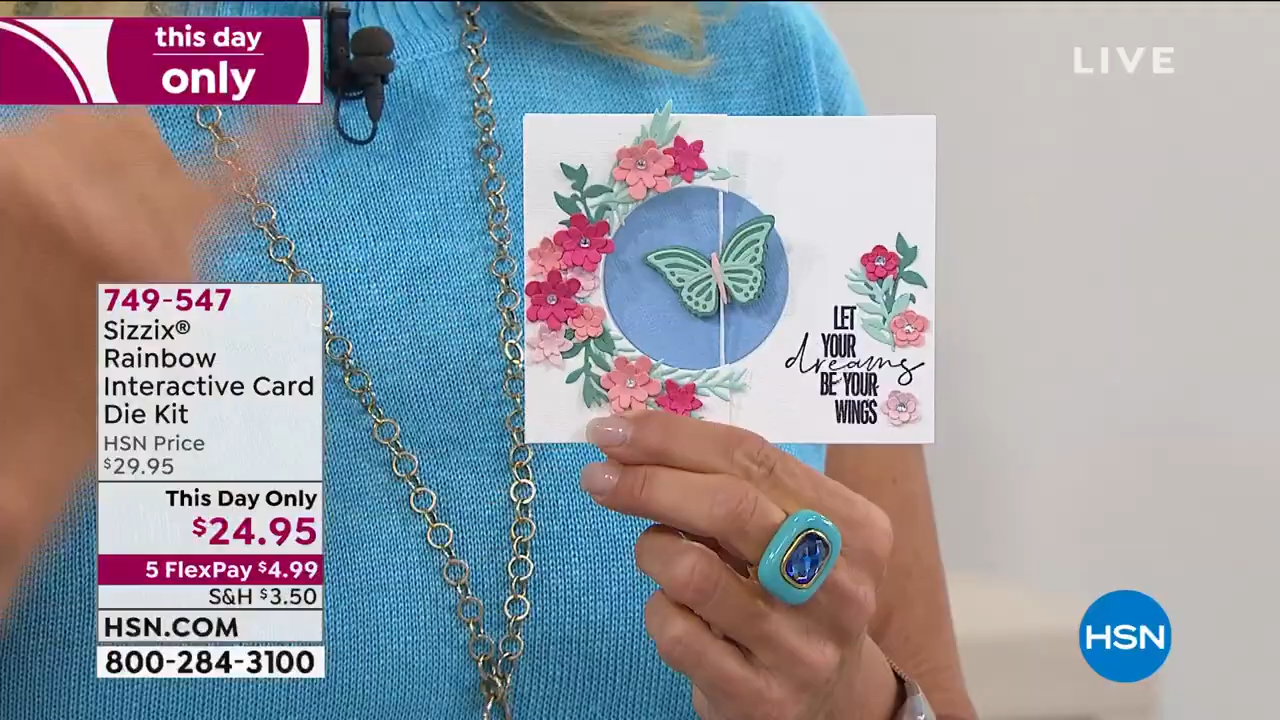 this day
only
LIVE
749-547
Sizzix®
Rainbow
Interactive Card
Die Kit
HSN Price
$29.95
This Day Only
$24.95
5 FlexPay $4.99
S&H $3.50
HSN.COM
800-284-3100
LET
YOUR
dreams
BE YOUR
WINGS
HSN